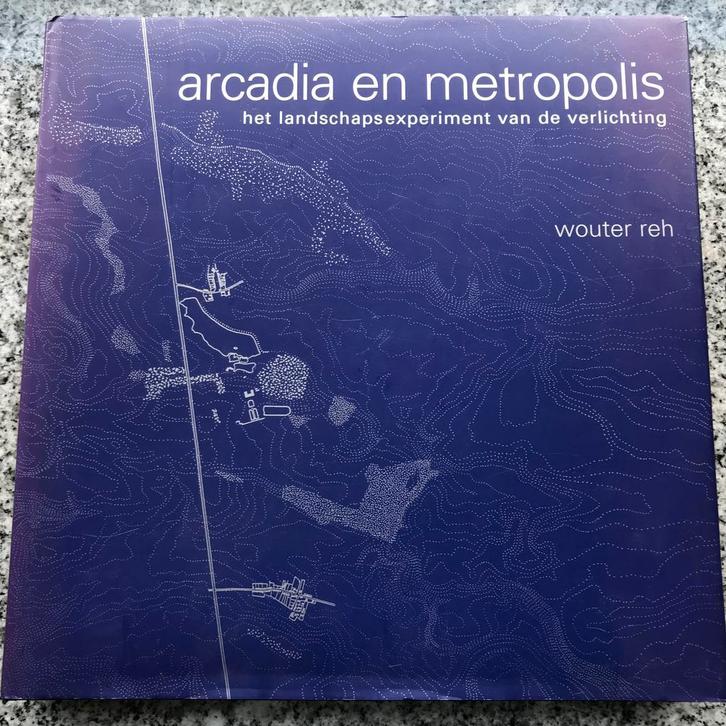 arcadia en metropolis
het landschapsexperiment van de verlichting
wouter reh